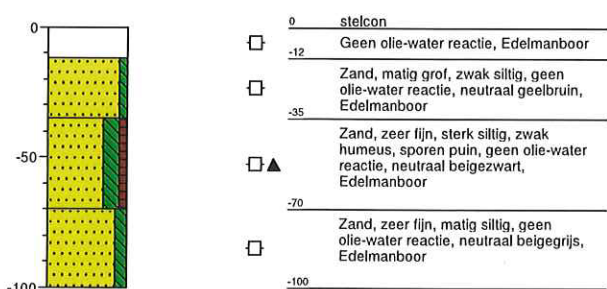 0
-50
-100
0 stelcon
Geen olie-water reactie, Edelmanboor
-12
Zand, matig grof, zwak siltig, geen
olie-water reactie, neutraal geelbruin,
Edelmanboor
-35
Zand, zeer fijn, sterk siltig, zwak
humeus, sporen puin, geen olie-water
reactie, neutraal beigezwart,
Edelmanboor
-70
Zand, zeer fijn, matig siltig, geen
olie-water reactie, neutraal beigegrijs,
Edelmanboor
-100